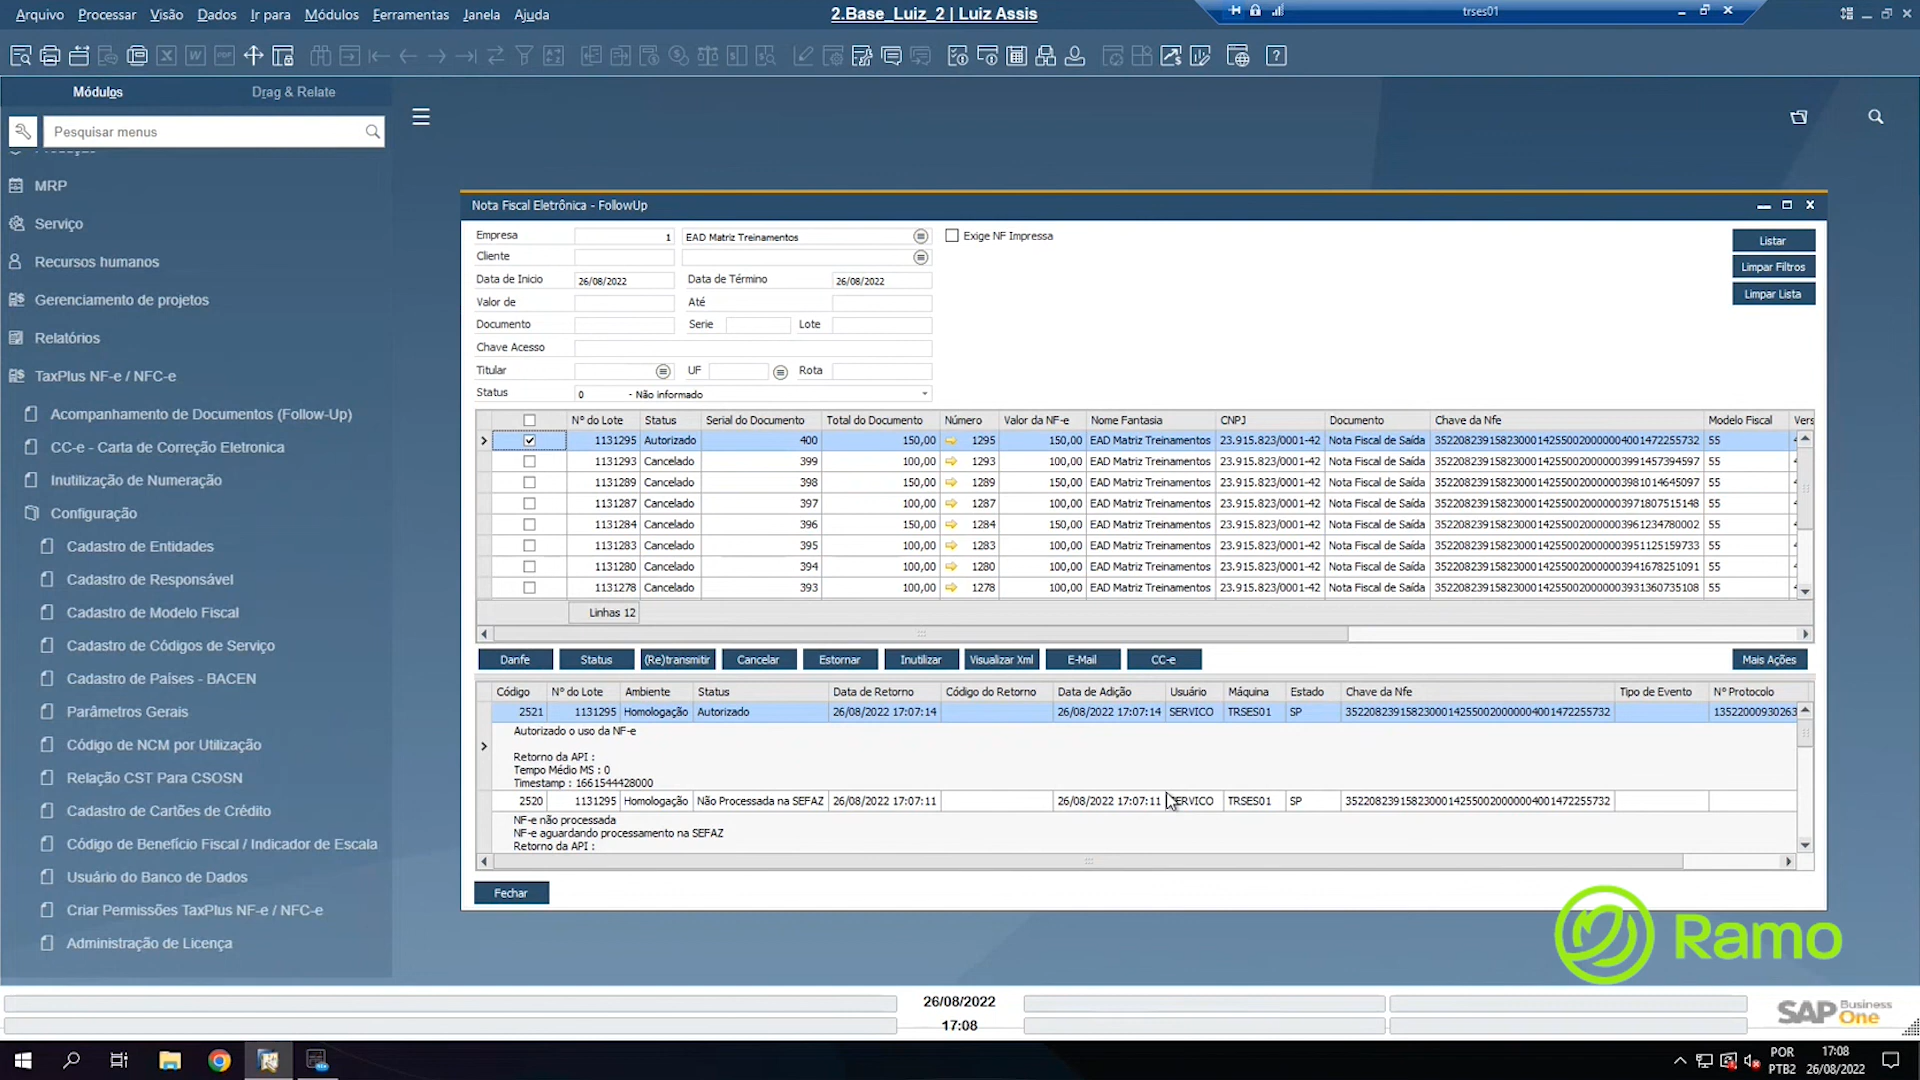 Arquivo Processar Visão Dados Ir para Módulos Ferramentas Janela Ajuda
2.Base_Luiz_2 | Luiz Assis
trses01
Módulos Drag & Relate
Pesquisar menus
MRP
Serviço
Recursos humanos
Gerenciamento de projetos
Relatórios
TaxPlus NF-e / NFC-e
Acompanhamento de Documentos (Follow-Up)
CC-e - Carta de Correção Eletronica
Inutilização de Numeração
Configuração
Cadastro de Entidades
Cadastro de Responsável
Cadastro de Modelo Fiscal
Cadastro de Códigos de Serviço
Cadastro de Países - BACEN
Parâmetros Gerais
Código de NCM por Utilização
Relação CST Para CSOSN
Cadastro de Cartões de Crédito
Código de Benefício Fiscal / Indicador de Escala
Usuário do Banco de Dados
Criar Permissões TaxPlus NF-e / NFC-e
Administração de Licença
Nota Fiscal Eletrônica - FollowUp
Empresa 1 EAD Matriz Treinamentos Exige NF Impressa
Cliente
Data de Inicio 26/08/2022 Data de Término 26/08/2022
Valor de Até
Documento Serie Lote
Chave Acesso
Titular UF Rota
Status 0 - Não informado
Listar
Limpar Filtros
Limpar Lista
Nº do Lote Status Serial do Documento Total do Documento Número Valor da NF-e Nome Fantasia CNPJ Documento Chave da Nfe Modelo Fiscal Vers
1131295 Autorizado 400 150,00 1295 150,00 EAD Matriz Treinamentos 23.915.823/0001-42 Nota Fiscal de Saída 35220823915823000142550020000004001472255732 55
1131293 Cancelado 399 100,00 1293 100,00 EAD Matriz Treinamentos 23.915.823/0001-42 Nota Fiscal de Saída 35220823915823000142550020000003991457394597 55
1131289 Cancelado 398 150,00 1289 150,00 EAD Matriz Treinamentos 23.915.823/0001-42 Nota Fiscal de Saída 35220823915823000142550020000003981014645097 55
1131287 Cancelado 397 100,00 1287 100,00 EAD Matriz Treinamentos 23.915.823/0001-42 Nota Fiscal de Saída 35220823915823000142550020000003971807515148 55
1131284 Cancelado 396 150,00 1284 150,00 EAD Matriz Treinamentos 23.915.823/0001-42 Nota Fiscal de Saída 35220823915823000142550020000003961234780002 55
1131283 Cancelado 395 100,00 1283 100,00 EAD Matriz Treinamentos 23.915.823/0001-42 Nota Fiscal de Saída 35220823915823000142550020000003951125159733 55
1131280 Cancelado 394 100,00 1280 100,00 EAD Matriz Treinamentos 23.915.823/0001-42 Nota Fiscal de Saída 35220823915823000142550020000003941678251091 55
1131278 Cancelado 393 100,00 1278 100,00 EAD Matriz Treinamentos 23.915.823/0001-42 Nota Fiscal de Saída 35220823915823000142550020000003931360735108 55
Linhas 12
Danfe Status (Re)transmitir Cancelar Estornar Inutilizar Visualizar Xml E-Mail CC-e Mais Ações
Código Nº do Lote Ambiente Status Data de Retorno Código do Retorno Data de Adição Usuário Máquina Estado Chave da Nfe Tipo de Evento Nº Protocolo
2521 1131295 Homologação Autorizado 26/08/2022 17:07:14 26/08/2022 17:07:14 SERVICO TRSES01 SP 35220823915823000142550020000004001472255732 13522000930263
Autorizado o uso da NF-e
Retorno da API :
Tempo Médio MS : 0
Timestamp : 1661544428000
2520 1131295 Homologação Não Processada na SEFAZ 26/08/2022 17:07:11 26/08/2022 17:07:11 SERVICO TRSES01 SP 35220823915823000142550020000004001472255732
NF-e não processada
NF-e aguardando processamento na SEFAZ
Retorno da API :
Fechar
Ramo
26/08/2022
17:08
SAP Business One
POR
PTB2
17:08
26/08/2022